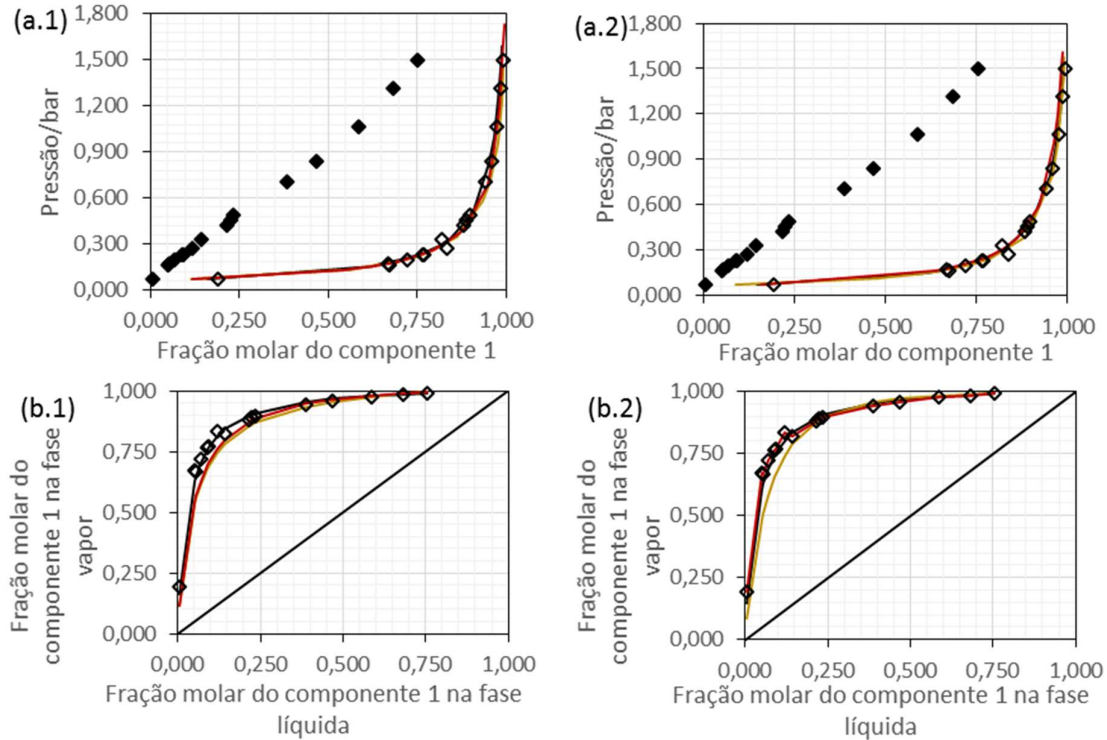 (a.1)
Pressão/bar
1,800
1,500
1,200
0,900
0,600
0,300
0,000
0,000 0,250 0,500 0,750 1,000
Fração molar do componente 1
(a.2)
Pressão/bar
1,800
1,500
1,200
0,900
0,600
0,300
0,000
0,000 0,250 0,500 0,750 1,000
Fração molar do componente 1
(b.1)
Fração molar do
componente 1 na fase
vapor
1,000
0,750
0,500
0,250
0,000
0,000 0,250 0,500 0,750 1,000
Fração molar do componente 1 na fase
líquida
(b.2)
Fração molar do
componente 1 na fase
vapor
1,000
0,750
0,500
0,250
0,000
0,000 0,250 0,500 0,750 1,000
Fração molar do componente 1 na fase
líquida